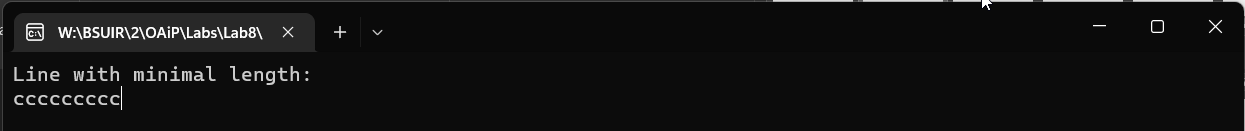 W:\BSUIR\2\OAiP\Labs\Lab8\
Line with minimal length:
ccccccccc